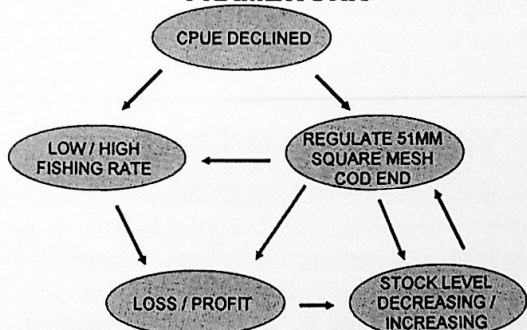 CPUE DECLINED
LOW / HIGH
FISHING RATE
REGULATE 51MM
SQUARE MESH
COD END
LOSS / PROFIT
STOCK LEVEL
DECREASING /
INCREASING